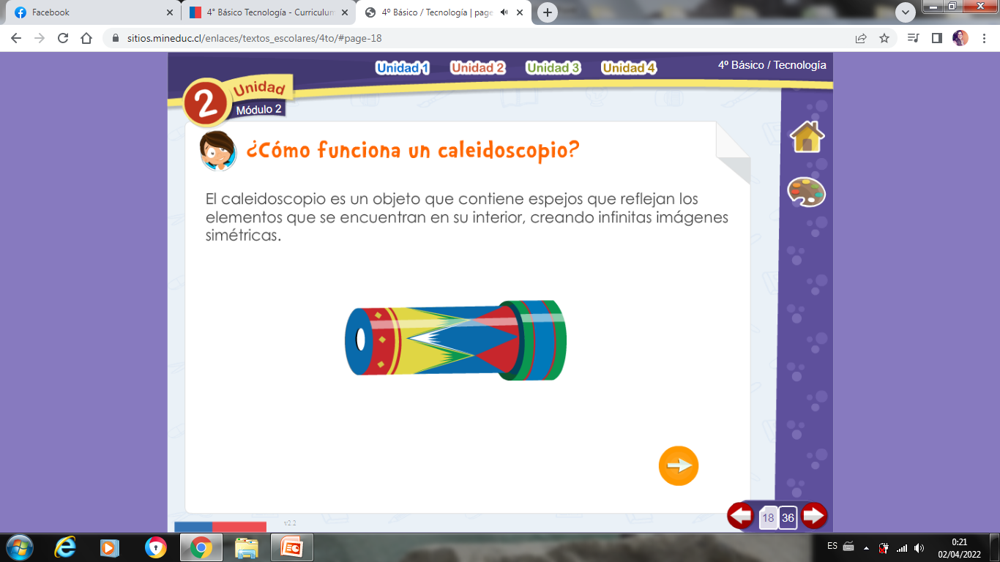 Facebook
4° Básico Tecnología - Curriculum
4º Básico / Tecnología | page
sitios.mineduc.cl/enlaces/textos_escolares/4to/#page-18
Unidad 1 Unidad 2 Unidad 3 Unidad 4
4º Básico / Tecnología
2 Unidad
Módulo 2
¿Cómo funciona un caleidoscopio?
El caleidoscopio es un objeto que contiene espejos que reflejan los
elementos que se encuentran en su interior, creando infinitas imágenes
simétricas.
18 36
v2.2
ES
0:21
02/04/2022